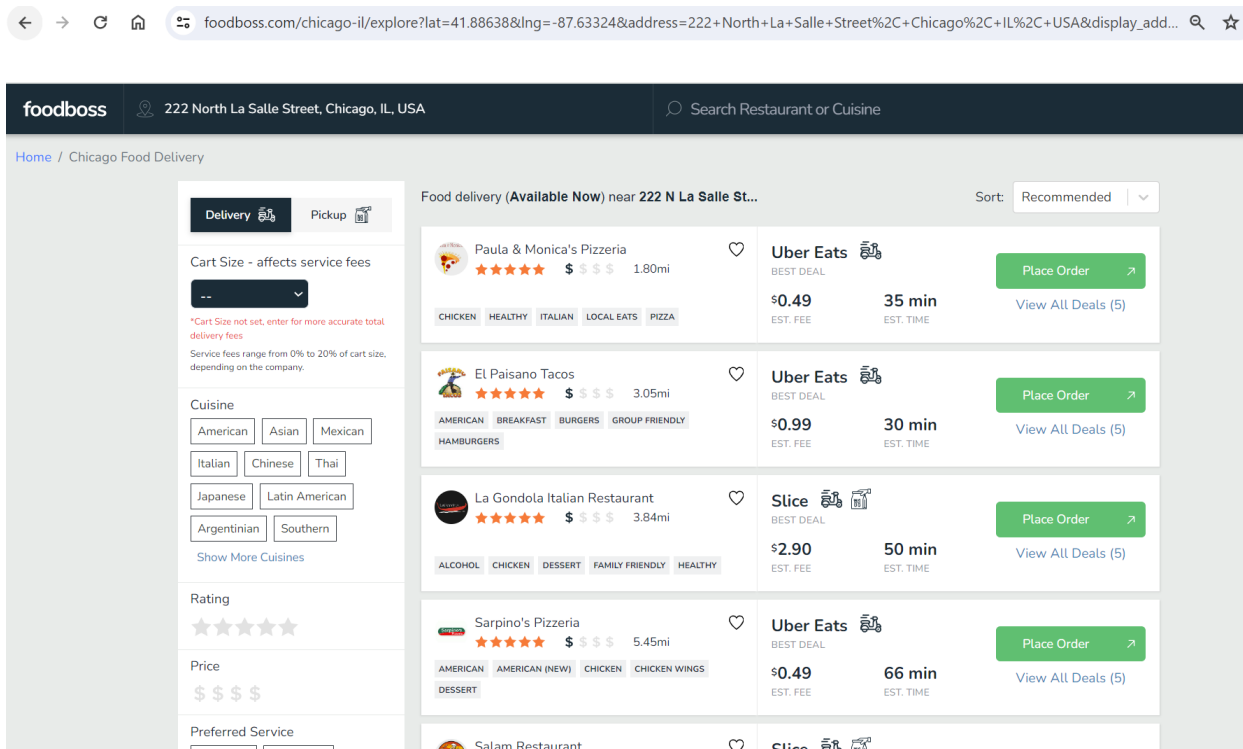 foodboss.com/chicago-il/explore?lat=41.88638&lng=-87.63324&address=222+North+La+Salle+Street%2C+Chicago%2C+IL%2C+USA&display_add...
foodboss
222 North La Salle Street, Chicago, IL, USA
Search Restaurant or Cuisine
Home / Chicago Food Delivery
Delivery
Pickup
Cart Size - affects service fees
--
*Cart Size not set, enter for more accurate total
delivery fees
Service fees range from 0% to 20% of cart size,
depending on the company.
Cuisine
American Asian Mexican
Italian Chinese Thai
Japanese Latin American
Argentinian Southern
Show More Cuisines
Rating
Price
$ $ $ $
Preferred Service
Food delivery (Available Now) near 222 N La Salle St...
Sort: Recommended
Paula & Monica's Pizzeria
$ $ $ $ 1.80mi
CHICKEN HEALTHY ITALIAN LOCAL EATS PIZZA
Uber Eats
BEST DEAL
$0.49 35 min
EST. FEE EST. TIME
Place Order
View All Deals (5)
El Paisano Tacos
$ $ $ $ 3.05mi
AMERICAN BREAKFAST BURGERS GROUP FRIENDLY
HAMBURGERS
Uber Eats
BEST DEAL
$0.99 30 min
EST. FEE EST. TIME
Place Order
View All Deals (5)
La Gondola Italian Restaurant
$ $ $ $ 3.84mi
ALCOHOL CHICKEN DESSERT FAMILY FRIENDLY HEALTHY
Slice
BEST DEAL
$2.90 50 min
EST. FEE EST. TIME
Place Order
View All Deals (5)
Sarpino's Pizzeria
$ $ $ $ 5.45mi
AMERICAN AMERICAN (NEW) CHICKEN CHICKEN WINGS
DESSERT
Uber Eats
BEST DEAL
$0.49 66 min
EST. FEE EST. TIME
Place Order
View All Deals (5)
Salam Restaurant
Slice